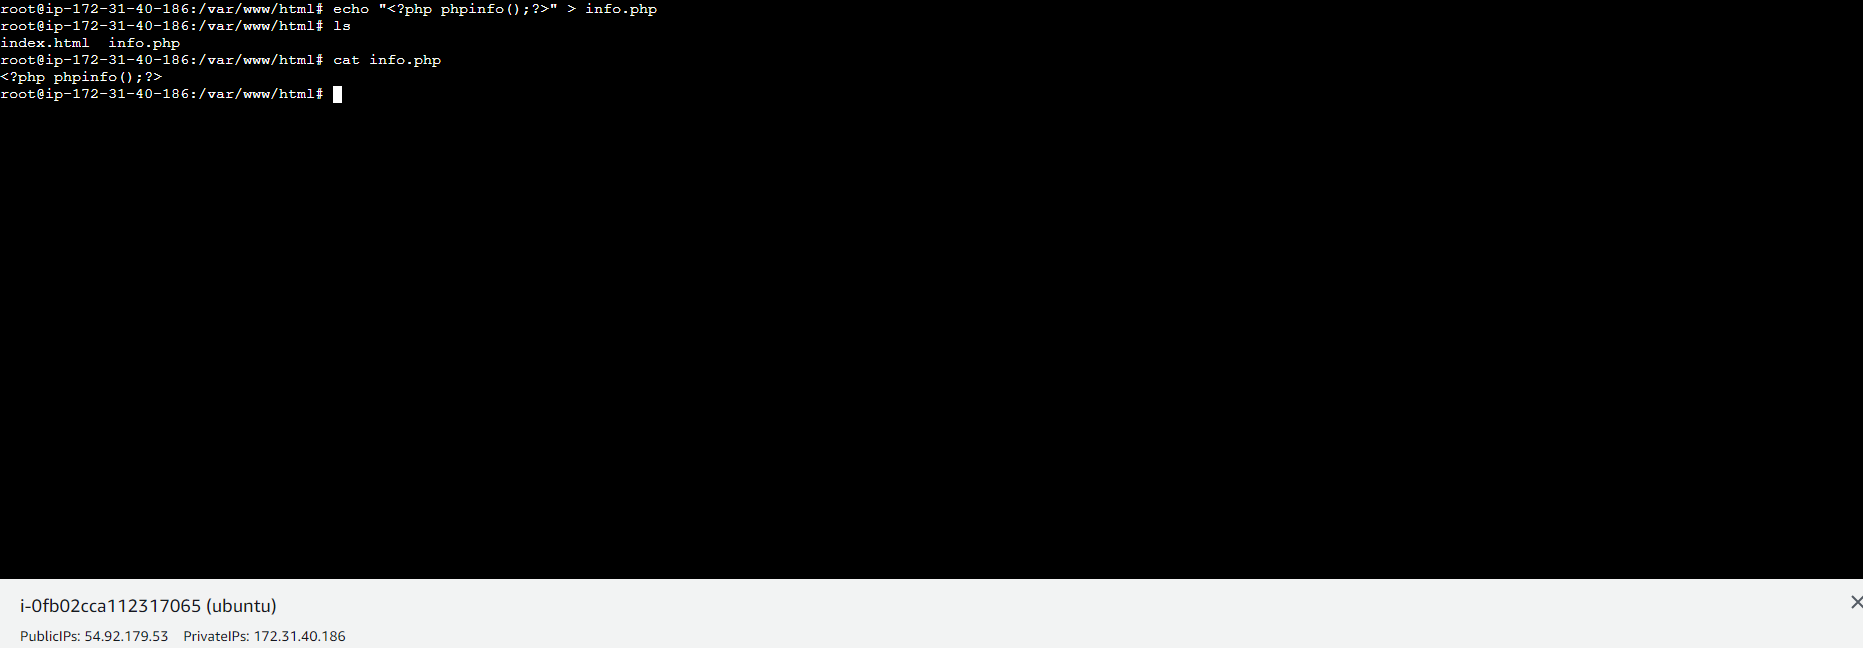 root@ip-172-31-40-186:/var/www/html# echo "<?php phpinfo();?>" > info.php
root@ip-172-31-40-186:/var/www/html# ls
index.html  info.php
root@ip-172-31-40-186:/var/www/html# cat info.php
<?php phpinfo();?>
root@ip-172-31-40-186:/var/www/html#
i-0fb02cca112317065 (ubuntu)
PublicIPs: 54.92.179.53    PrivateIPs: 172.31.40.186